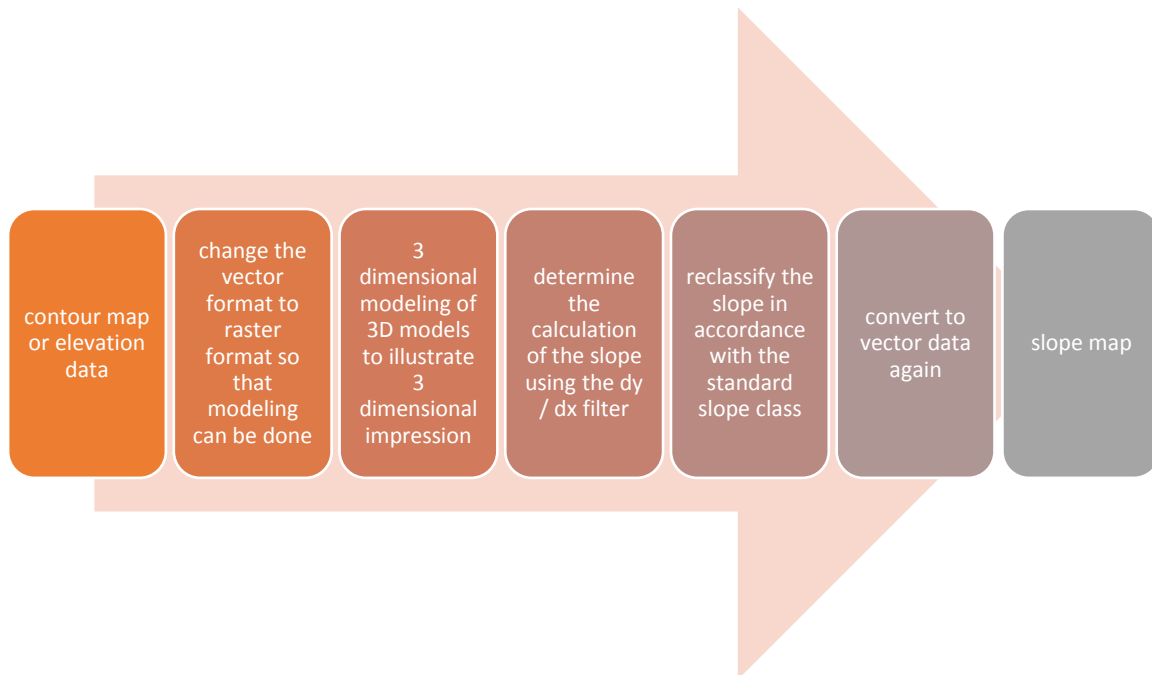 contour map
or elevation
data
change the
vector
format to
raster
format so
that
modeling
can be done
3
dimensional
modeling of
3D models
to illustrate
3
dimensional
impression
determine
the
calculation
of the slope
using the dy
/ dx filter
reclassify the
slope in
accordance
with the
standard
slope class
convert to
vector data
again
slope map